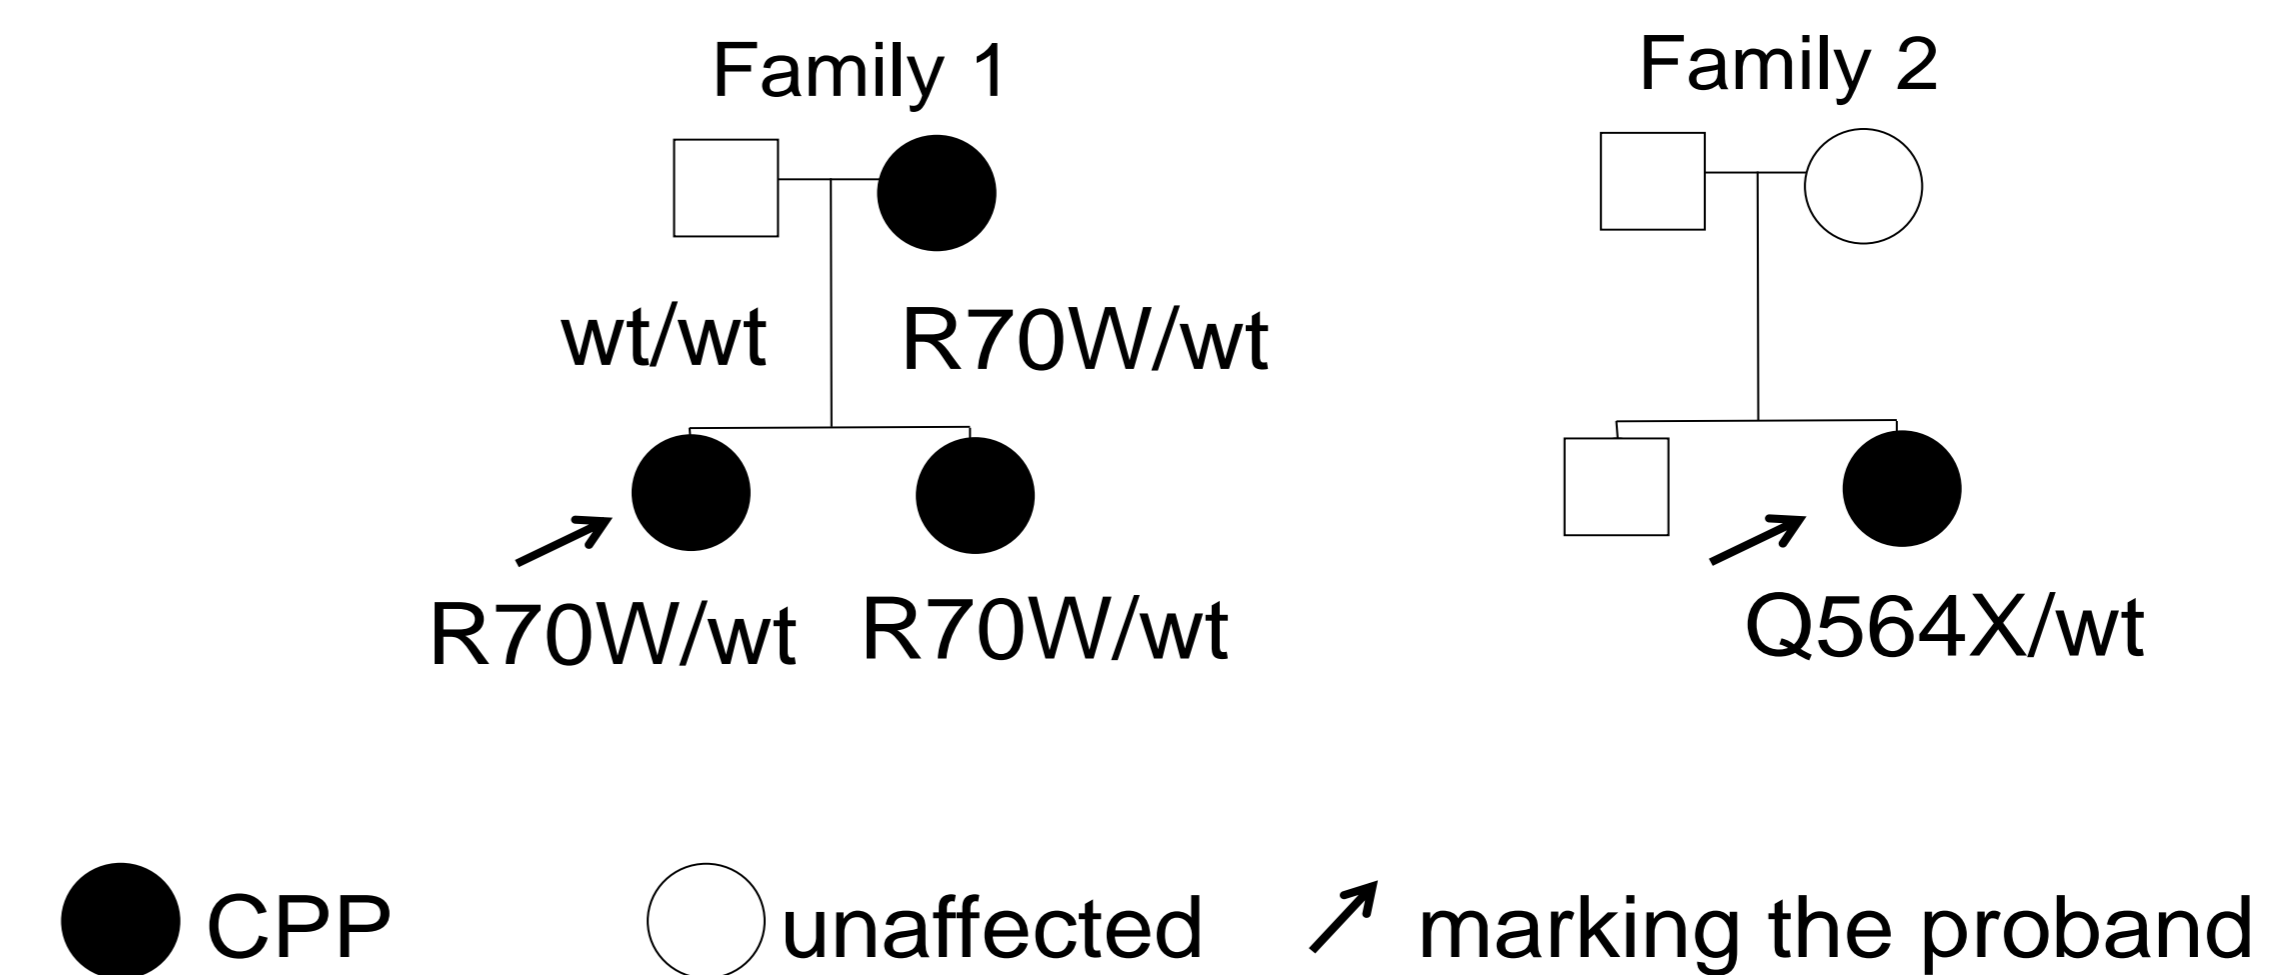 Family 1
Family 2
wt/wt
R70W/wt
R70W/wt
R70W/wt
Q564X/wt
CPP
unaffected
marking the proband